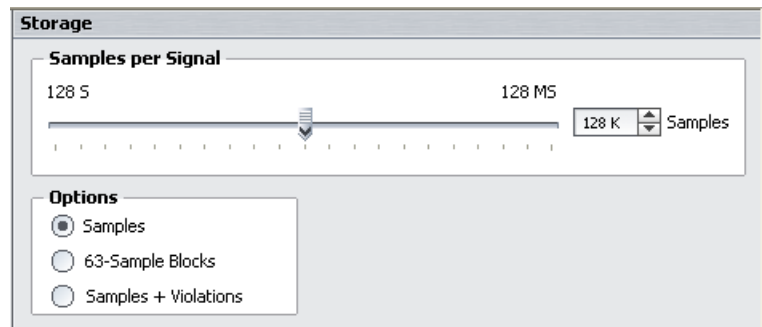 Storage
Samples per Signal
128 S 128 MS
128 K Samples
Options
Samples
63-Sample Blocks
Samples + Violations